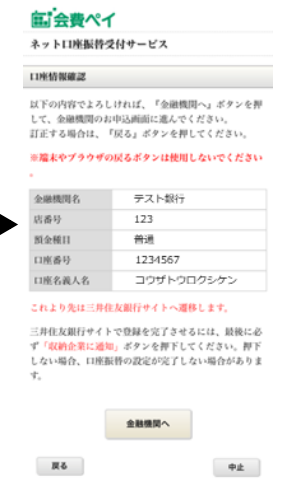 会費ペイ
ネット口座振替受付サービス
口座情報確認
以下の内容でよろしければ、『金融機関へ』ボタンを押
して、金融機関のお申込画面に進んでください。
訂正する場合は、『戻る』ボタンを押してください。
※端末やブラウザの戻るボタンは使用しないでください
。
金融機関名 テスト銀行
店番号 123
預金種目 普通
口座番号 1234567
口座名義人名 コウザトウロクシケン
これより先は三井住友銀行サイトへ遷移します。
三井住友銀行サイトで登録を完了させるには、最後に必
ず「収納企業に通知」ボタンを押下してください。押下
しない場合、口座振替の設定が完了しない場合がありま
す。
金融機関へ
戻る 中止